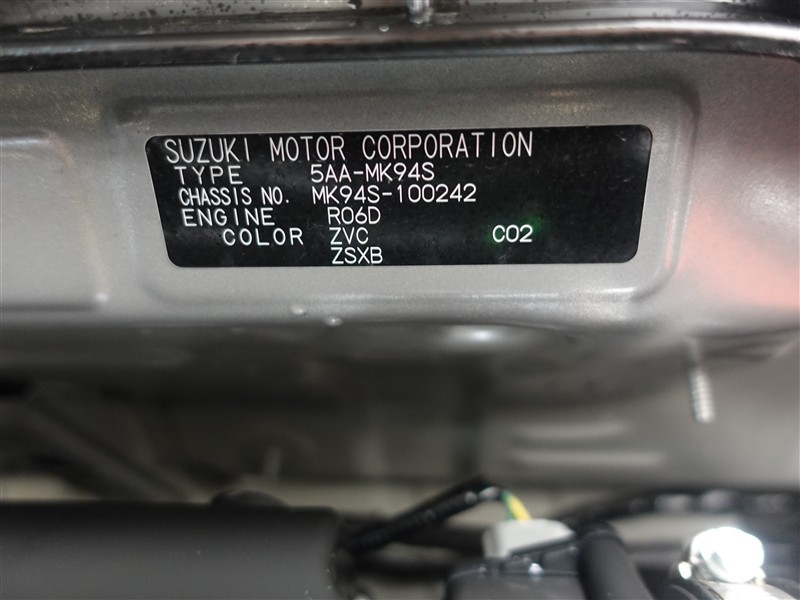 SUZUKI MOTOR CORPORATION
TYPE 5AA-MK94S
CHASSIS NO. MK94S-100242
ENGINE R06D
COLOR ZVC C02
ZSXB